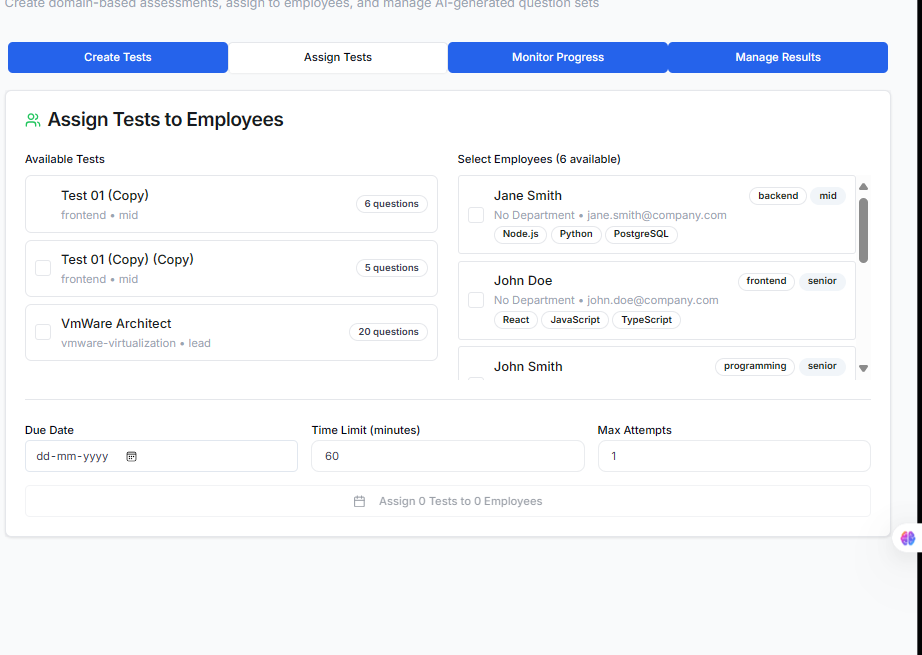 Create domain-based assessments, assign to employees, and manage AI-generated question sets
Create Tests
Assign Tests
Monitor Progress
Manage Results
Assign Tests to Employees
Available Tests
Test 01 (Copy)
frontend • mid
6 questions
Test 01 (Copy) (Copy)
frontend • mid
5 questions
VmWare Architect
vmware-virtualization • lead
20 questions
Select Employees (6 available)
Jane Smith
backend
mid
No Department • jane.smith@company.com
Node.js
Python
PostgreSQL
John Doe
frontend
senior
No Department • john.doe@company.com
React
JavaScript
TypeScript
John Smith
programming
senior
Due Date
dd-mm-yyyy
Time Limit (minutes)
60
Max Attempts
1
Assign 0 Tests to 0 Employees